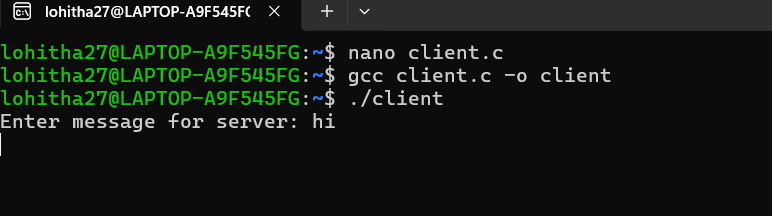 lohitha27@LAPTOP-A9F545F(
lohitha27@LAPTOP-A9F545FG:~$ nano client.c
lohitha27@LAPTOP-A9F545FG:~$ gcc client.c -o client
lohitha27@LAPTOP-A9F545FG:~$ ./client
Enter message for server: hi